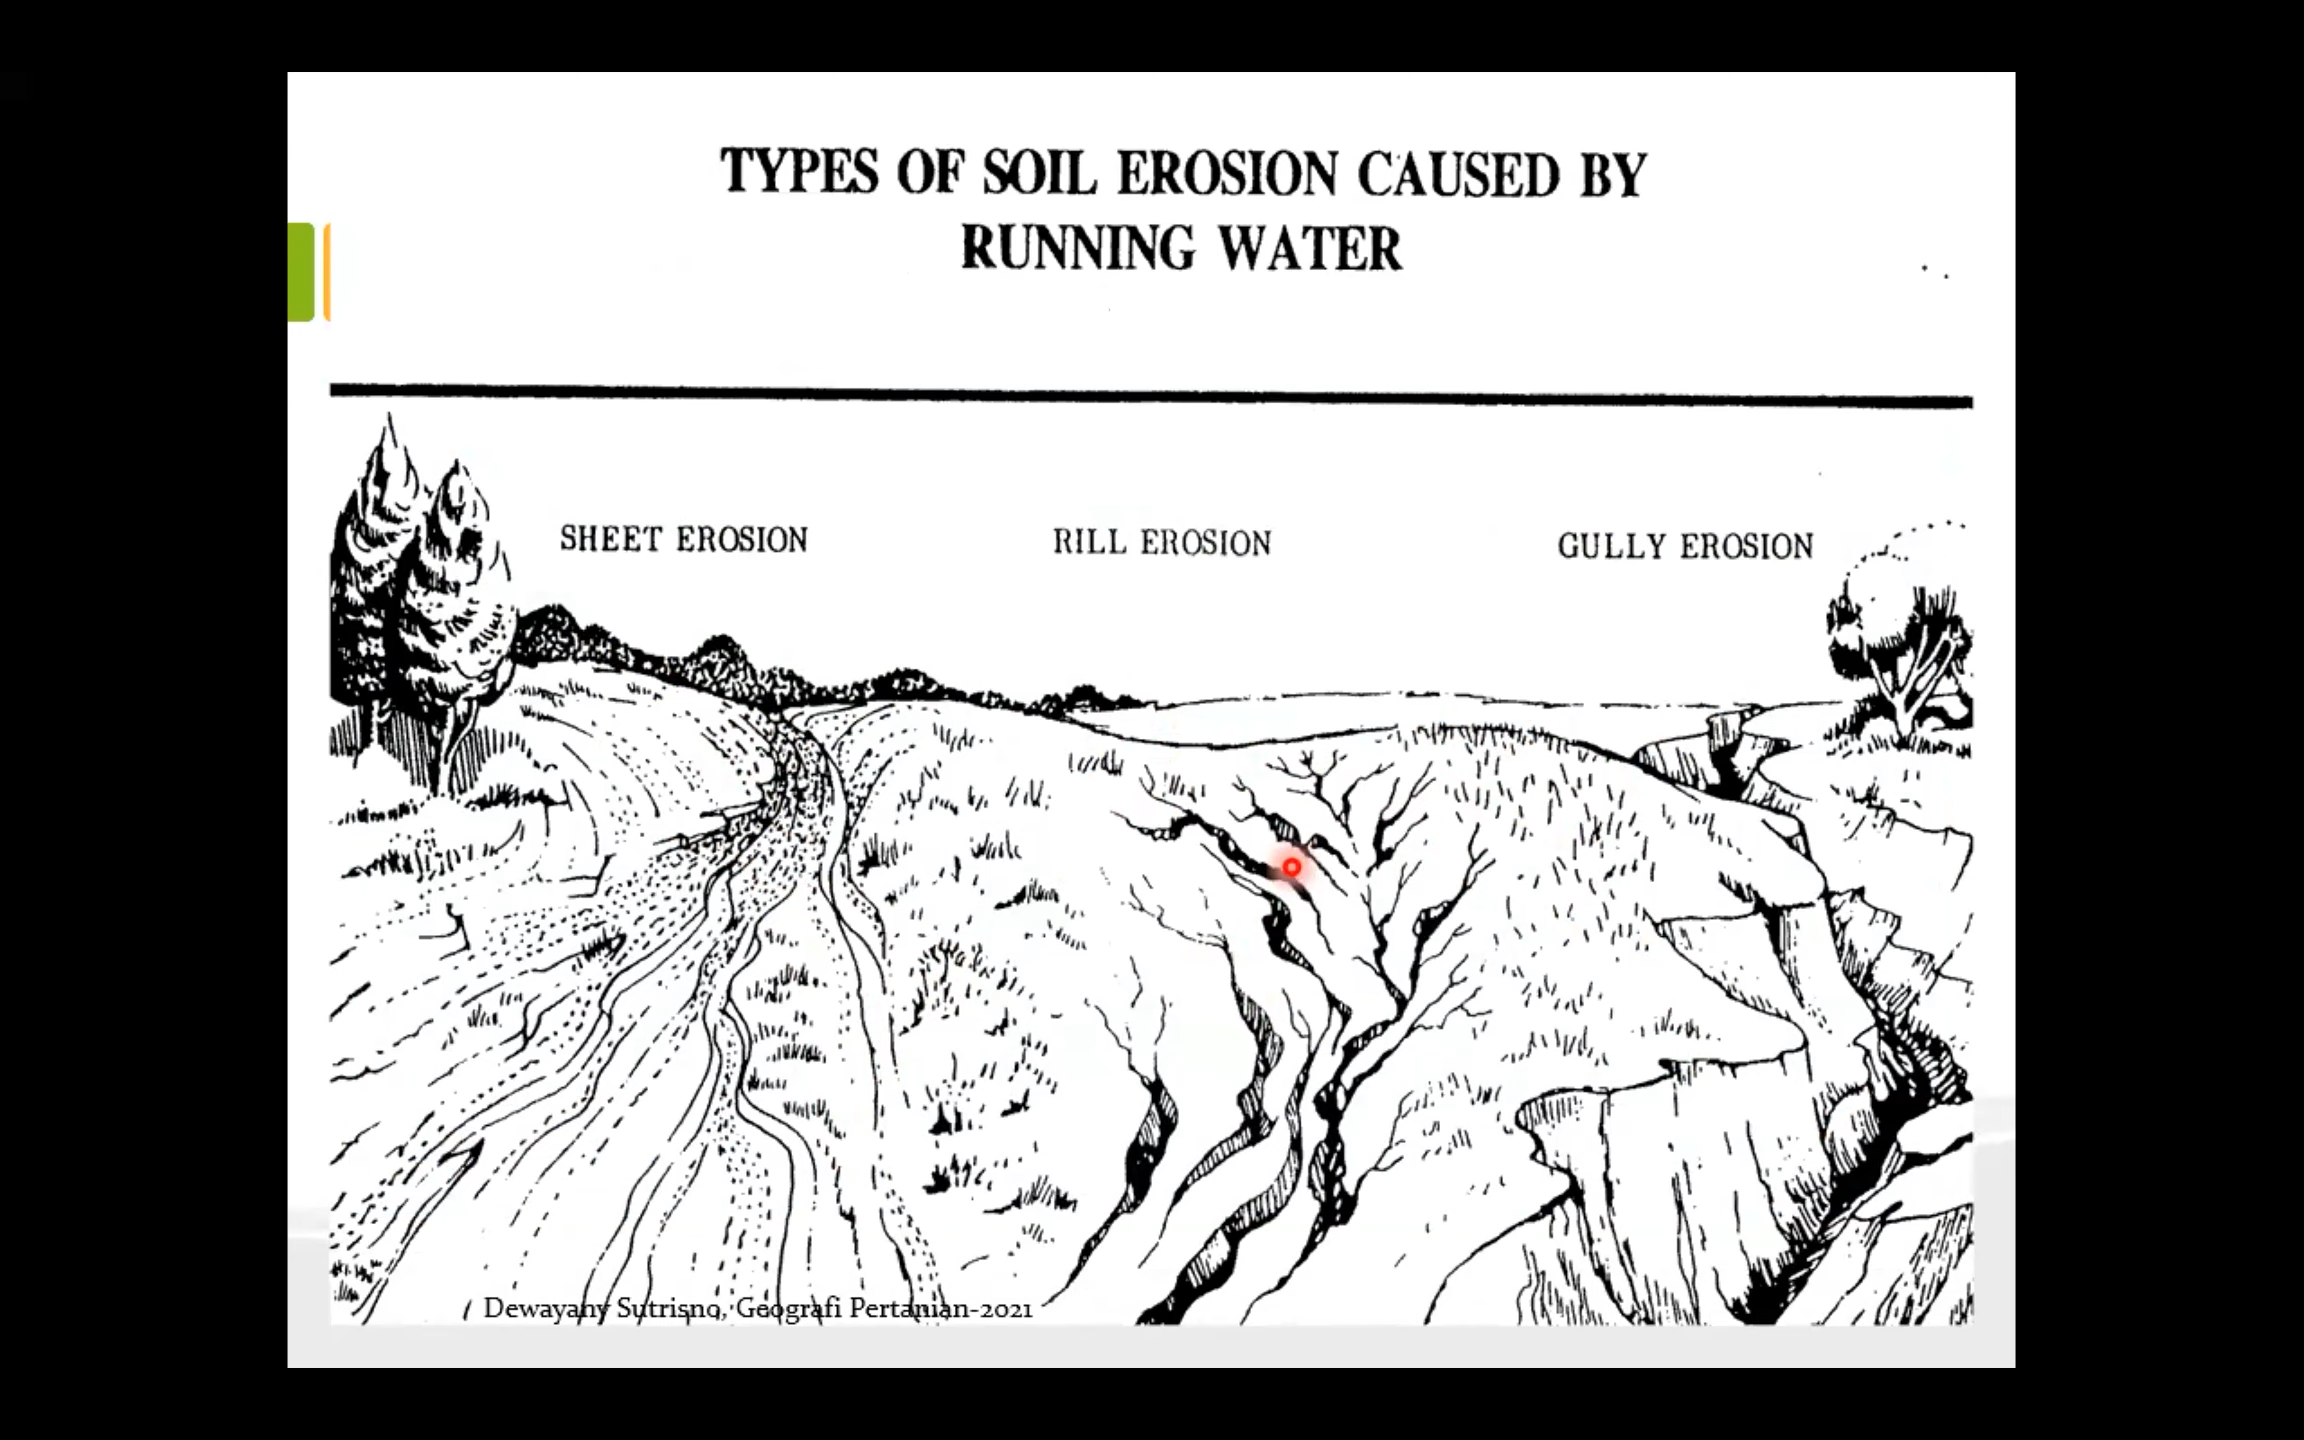 TYPES OF SOIL EROSION CAUSED BY
RUNNING WATER
SHEET EROSION
RILL EROSION
GULLY EROSION
Dewayany Sutrisno, Geografi Pertanian-2021